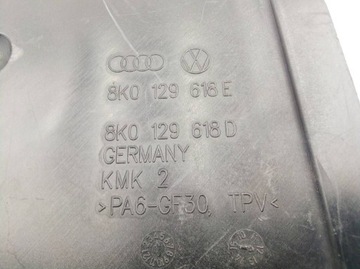 8K0 129 618 E
8K0 129 618 D
GERMANY
KMK 2
>PA6-GF30, TPV<